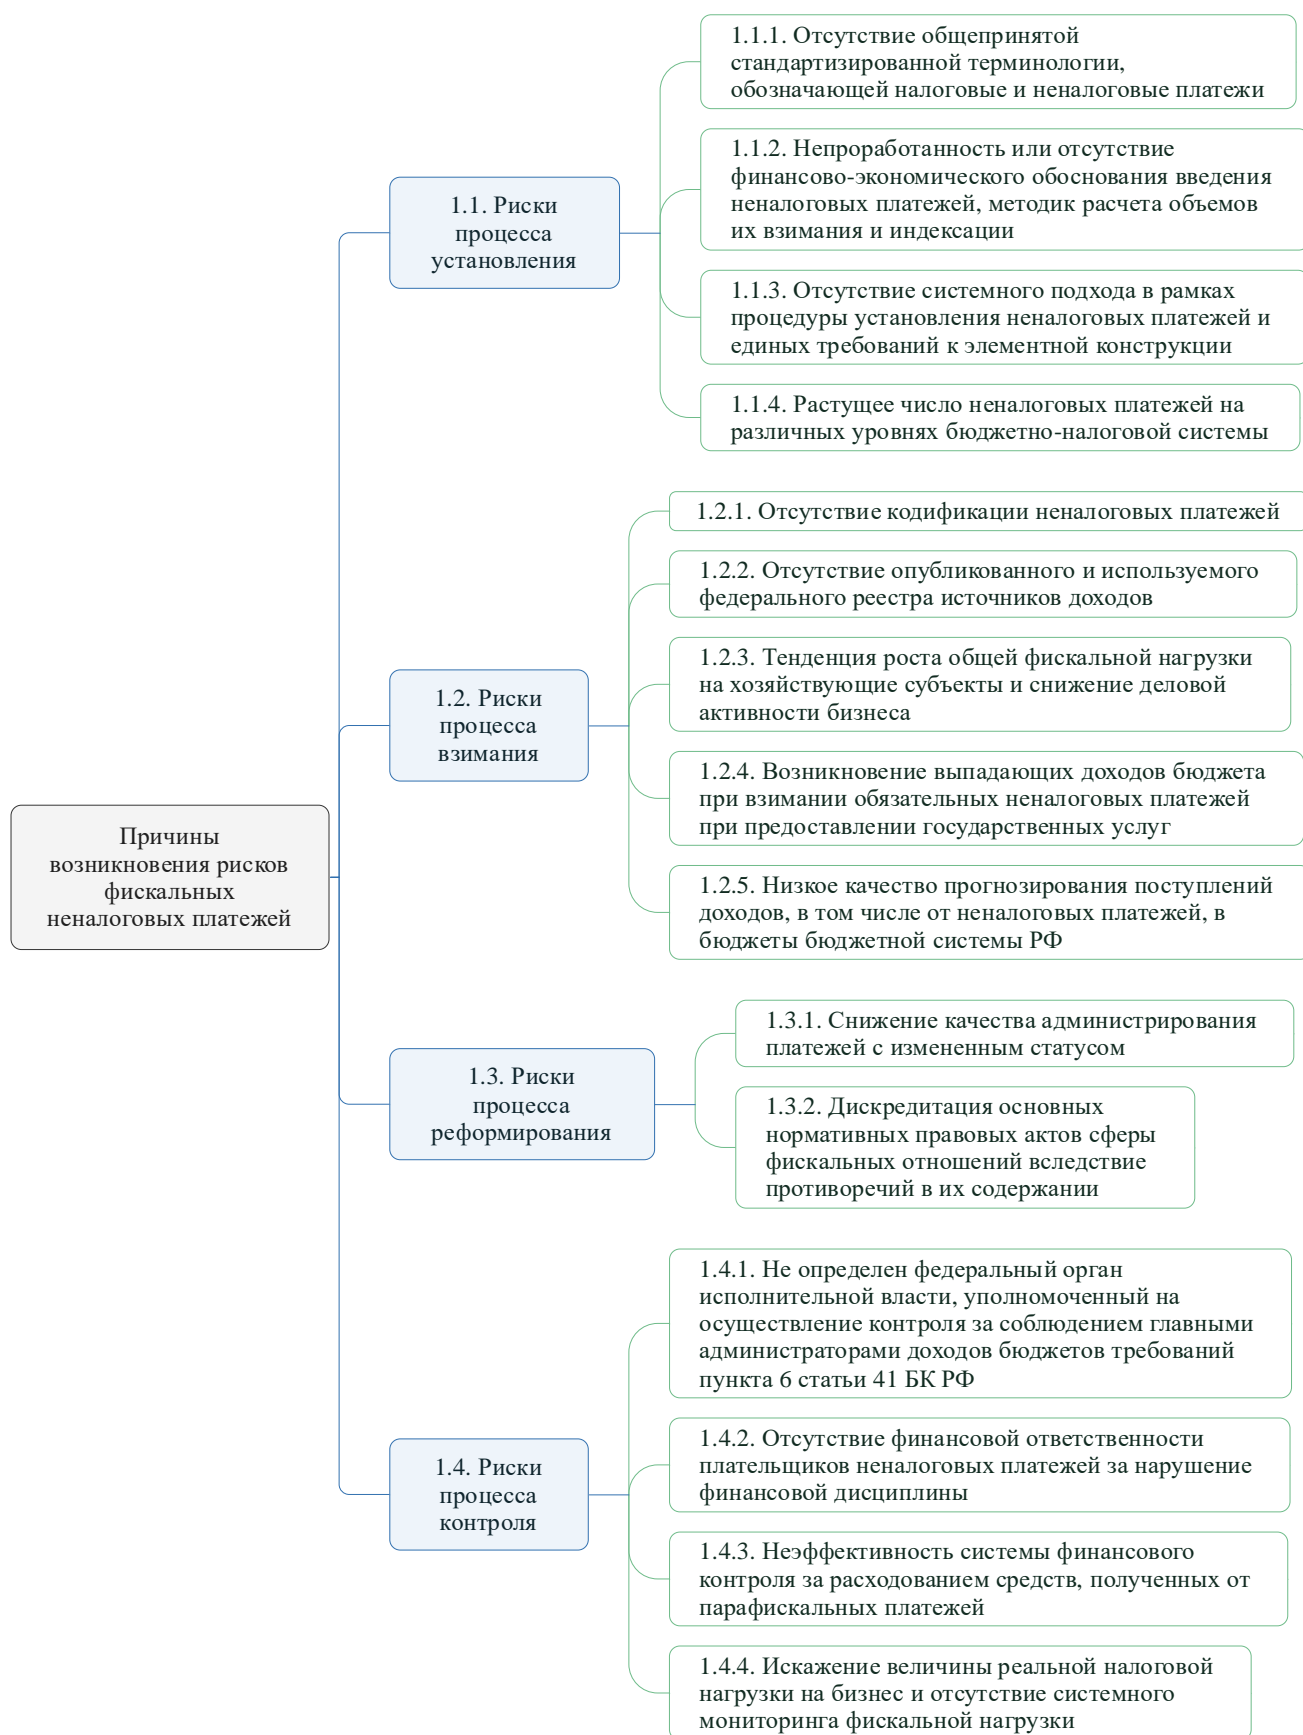 1.1.1. Отсутствие общепринятой
стандартизированной терминологии,
обозначающей налоговые и неналоговые платежи
1.1.2. Непроработанность или отсутствие
финансово-экономического обоснования введения
неналоговых платежей, методик расчета объемов
их взимания и индексации
1.1. Риски
процесса
установления
1.1.3. Отсутствие системного подхода в рамках
процедуры установления неналоговых платежей и
единых требований к элементной конструкции
1.1.4. Растущее число неналоговых платежей на
различных уровнях бюджетно-налоговой системы
1.2.1. Отсутствие кодификации неналоговых платежей
1.2.2. Отсутствие опубликованного и используемого
федерального реестра источников доходов
1.2.3. Тенденция роста общей фискальной нагрузки
на хозяйствующие субъекты и снижение деловой
активности бизнеса
1.2. Риски
процесса
взимания
1.2.4. Возникновение выпадающих доходов бюджета
при взимании обязательных неналоговых платежей
при предоставлении государственных услуг
1.2.5. Низкое качество прогнозирования поступлений
доходов, в том числе от неналоговых платежей, в
бюджеты бюджетной системы РФ
Причины
возникновения рисков
фискальных
неналоговых платежей
1.3.1. Снижение качества администрирования
платежей с измененным статусом
1.3. Риски
процесса
реформирования
1.3.2. Дискредитация основных
нормативных правовых актов сферы
фискальных отношений вследствие
противоречий в их содержании
1.4.1. Не определен федеральный орган
исполнительной власти, уполномоченный на
осуществление контроля за соблюдением главными
администраторами доходов бюджетов требований
пункта 6 статьи 41 БК РФ
1.4.2. Отсутствие финансовой ответственности
плательщиков неналоговых платежей за нарушение
финансовой дисциплины
1.4. Риски
процесса
контроля
1.4.3. Неэффективность системы финансового
контроля за расходованием средств, полученных от
парафискальных платежей
1.4.4. Искажение величины реальной налоговой
нагрузки на бизнес и отсутствие системного
мониторинга фискальной нагрузки